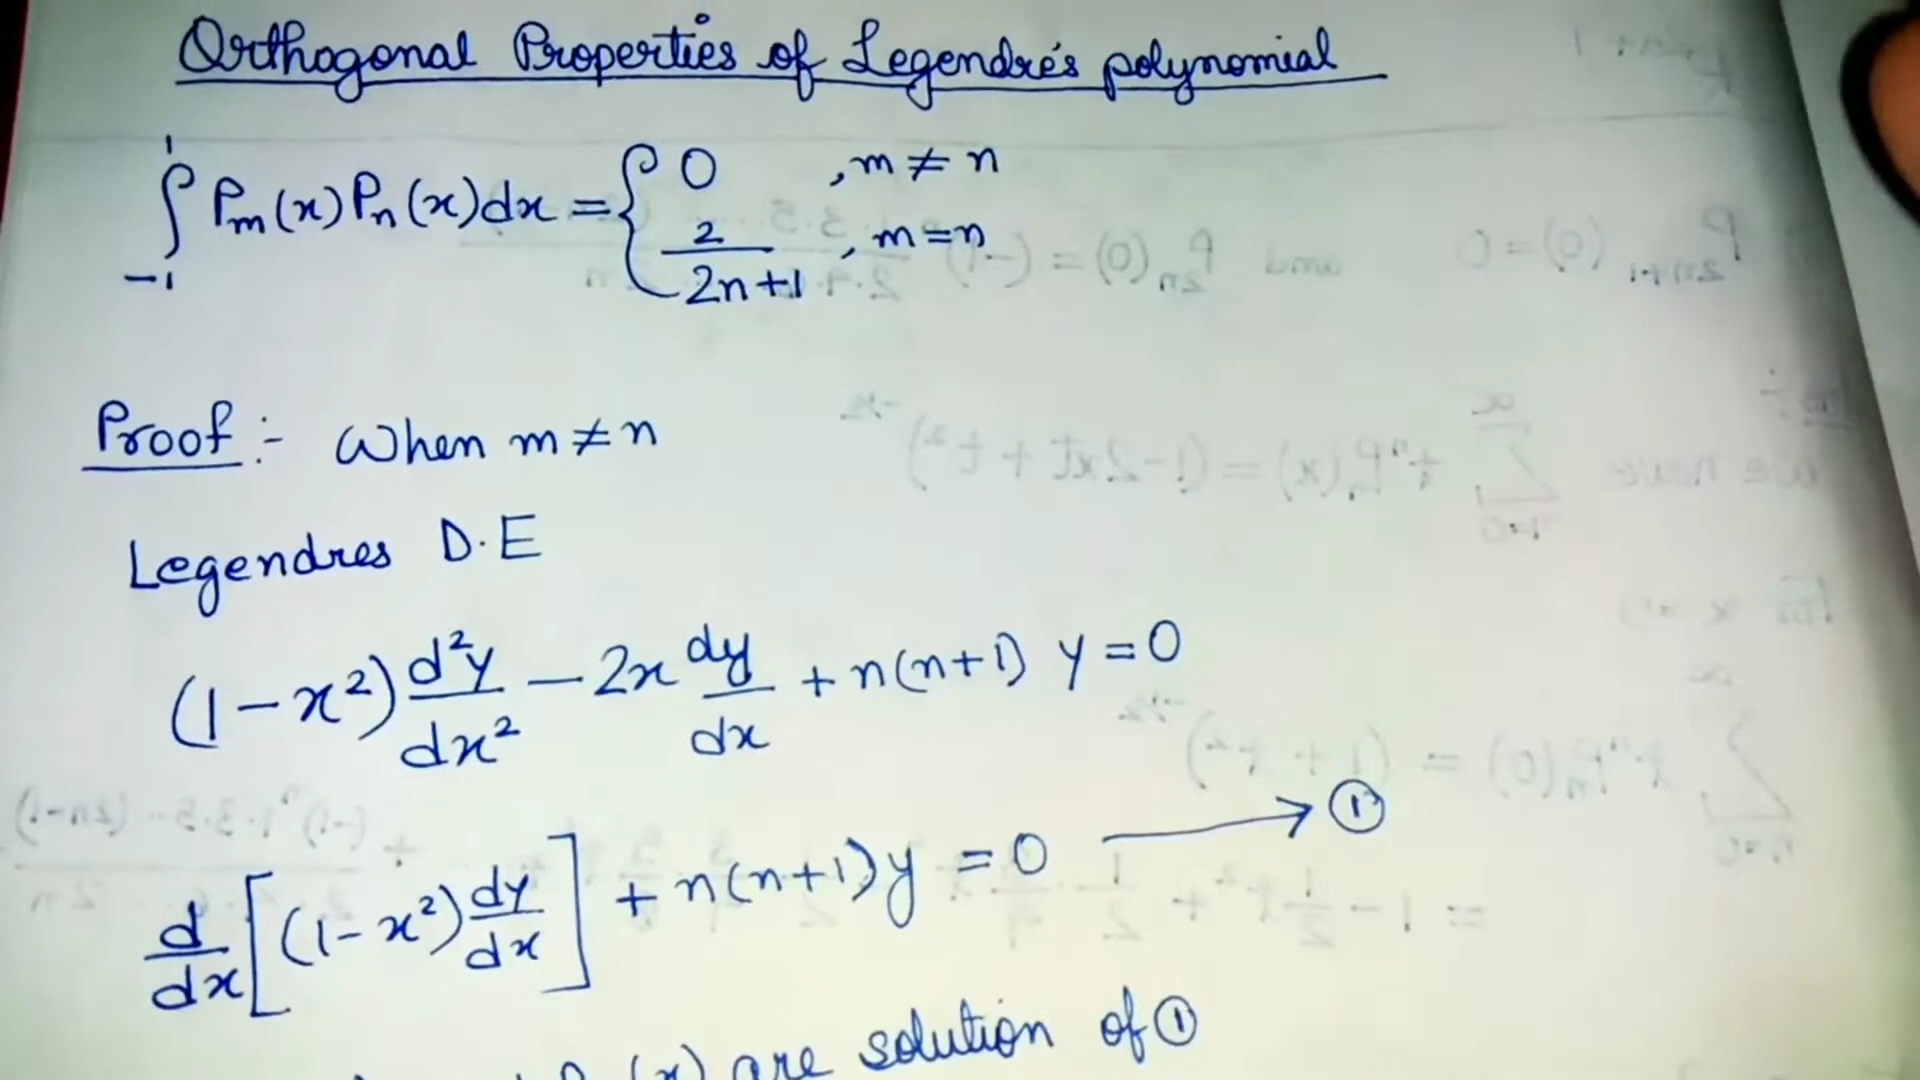 Orthogonal Properties of Legendre's polynomial
∫₋₁¹ Pm(x) Pn(x) dx = { 0 , m ≠ n
2/(2n+1) , m = n
Proof :- When m ≠ n
Legendres D.E
(1-x²) d²y/dx² - 2x dy/dx + n(n+1) y = 0
d/dx [(1-x²) dy/dx] + n(n+1)y = 0 → ①
(x) are solution of ①